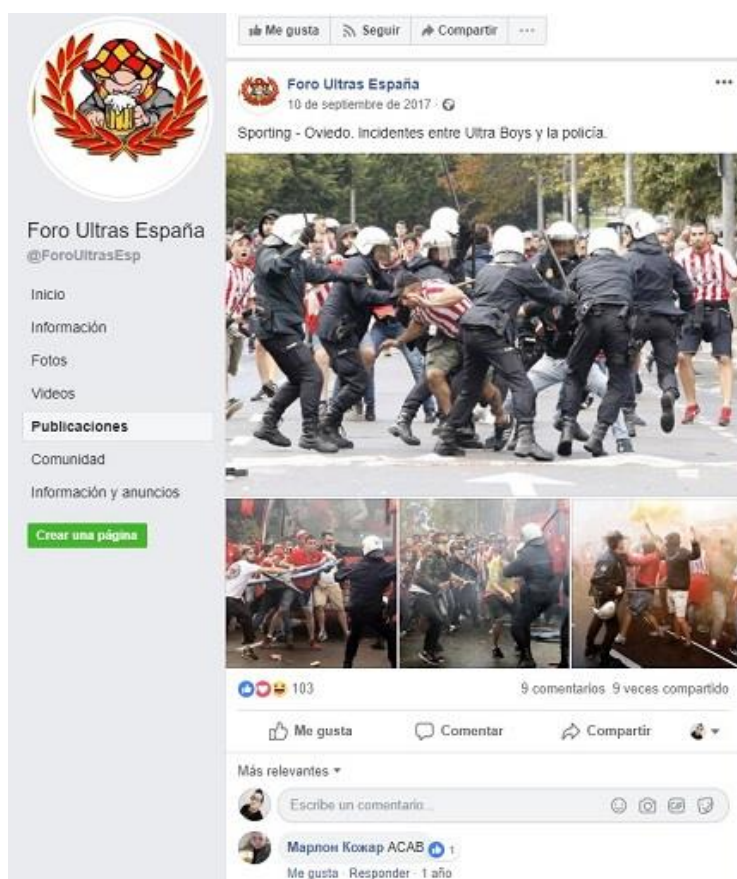 Me gusta Seguir Compartir
Foro Ultras España
10 de septiembre de 2017
Sporting - Oviedo. Incidentes entre Ultra Boys y la policía.
Foro Ultras España
@ForoUltrasEsp
Inicio
Información
Fotos
Videos
Publicaciones
Comunidad
Información y anuncios
Crear una página
103 9 comentarios 9 veces compartido
Me gusta Comentar Compartir
Más relevantes
Escribe un comentario...
GIF
Марлон Кожар ACAB 1
Me gusta · Responder · 1 año